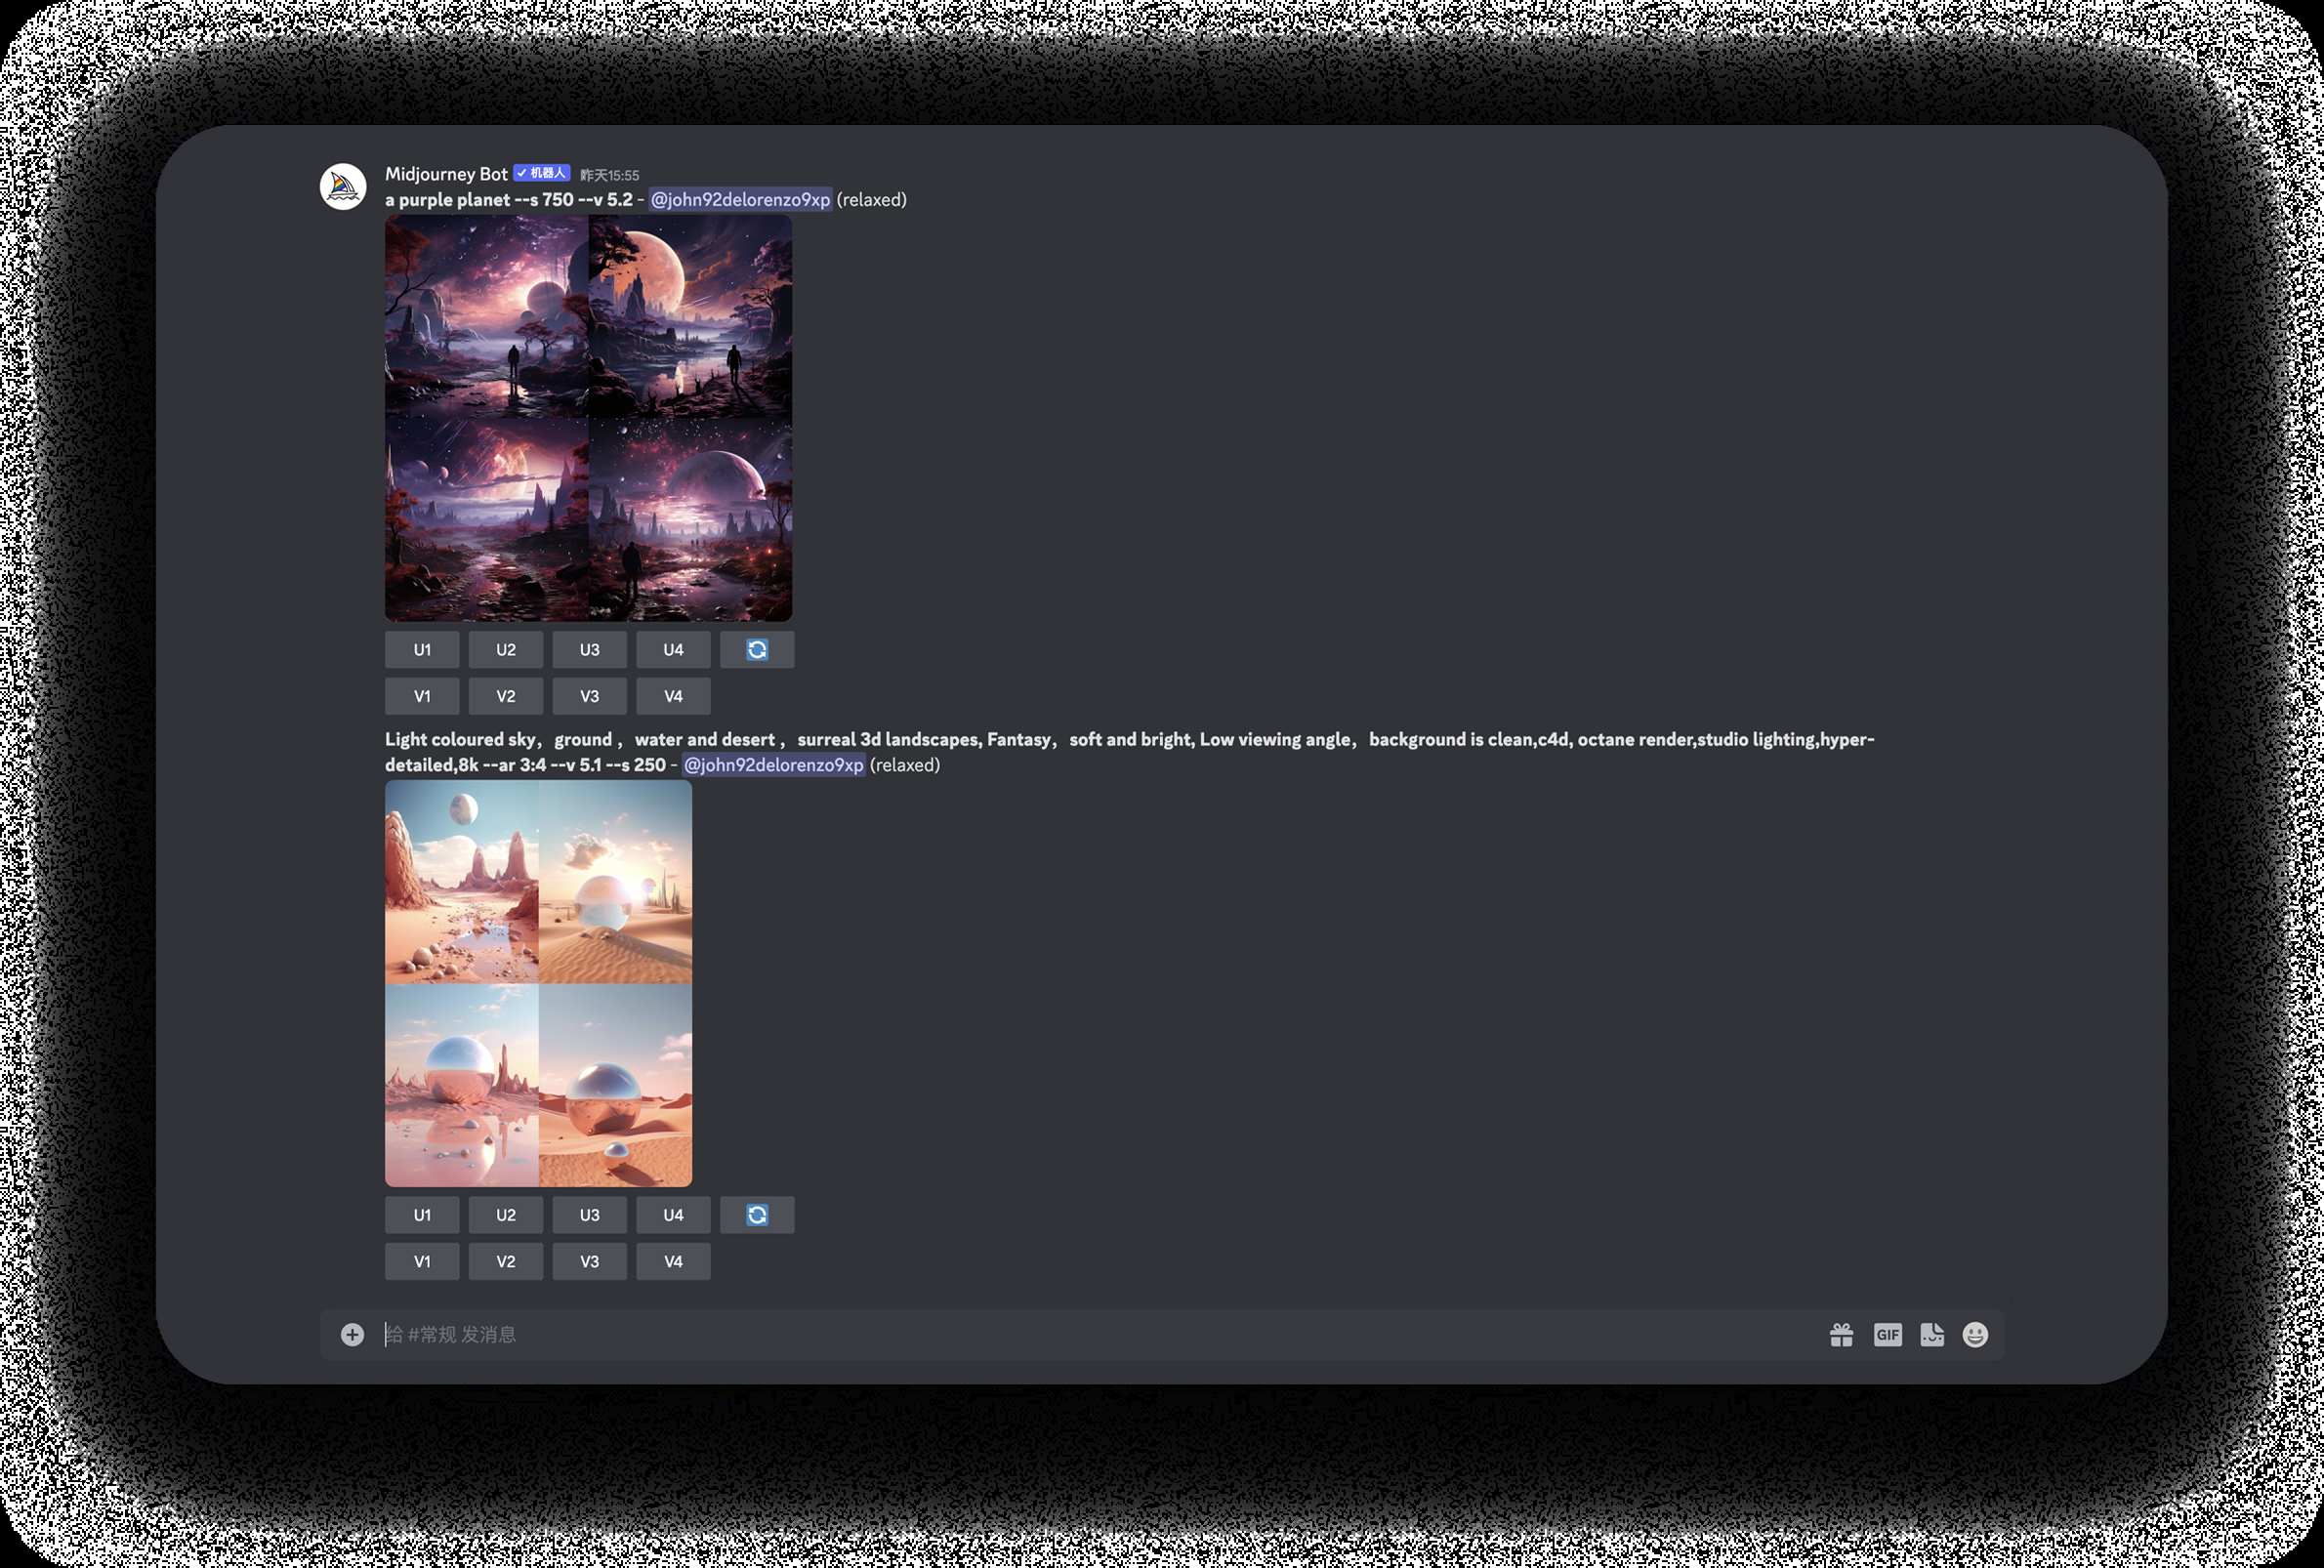 Midjourney Bot ✓ 机器人 昨天15:55
a purple planet --s 750 --v 5.2 - @john92delorenzo9xp (relaxed)
U1 U2 U3 U4
V1 V2 V3 V4
Light coloured sky，ground ，water and desert ，surreal 3d landscapes, Fantasy，soft and bright, Low viewing angle，background is clean,c4d, octane render,studio lighting,hyper-
detailed,8k --ar 3:4 --v 5.1 --s 250 - @john92delorenzo9xp (relaxed)
U1 U2 U3 U4
V1 V2 V3 V4
给 #常规 发消息 GIF